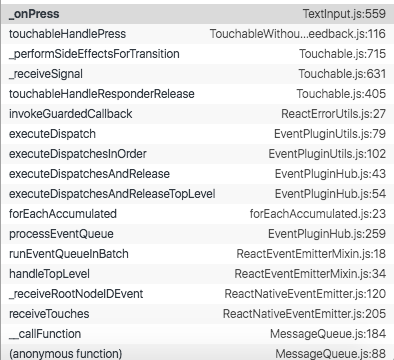 _onPress TextInput.js:559
touchableHandlePress TouchableWithou...eedback.js:116
_performSideEffectsForTransition Touchable.js:715
_receiveSignal Touchable.js:631
touchableHandleResponderRelease Touchable.js:405
invokeGuardedCallback ReactErrorUtils.js:27
executeDispatch EventPluginUtils.js:79
executeDispatchesInOrder EventPluginUtils.js:102
executeDispatchesAndRelease EventPluginHub.js:43
executeDispatchesAndReleaseTopLevel EventPluginHub.js:54
forEachAccumulated forEachAccumulated.js:23
processEventQueue EventPluginHub.js:259
runEventQueueInBatch ReactEventEmitterMixin.js:18
handleTopLevel ReactEventEmitterMixin.js:34
_receiveRootNodeIDEvent ReactNativeEventEmitter.js:120
receiveTouches ReactNativeEventEmitter.js:205
__callFunction MessageQueue.js:184
(anonymous function) MessageQueue.js:88